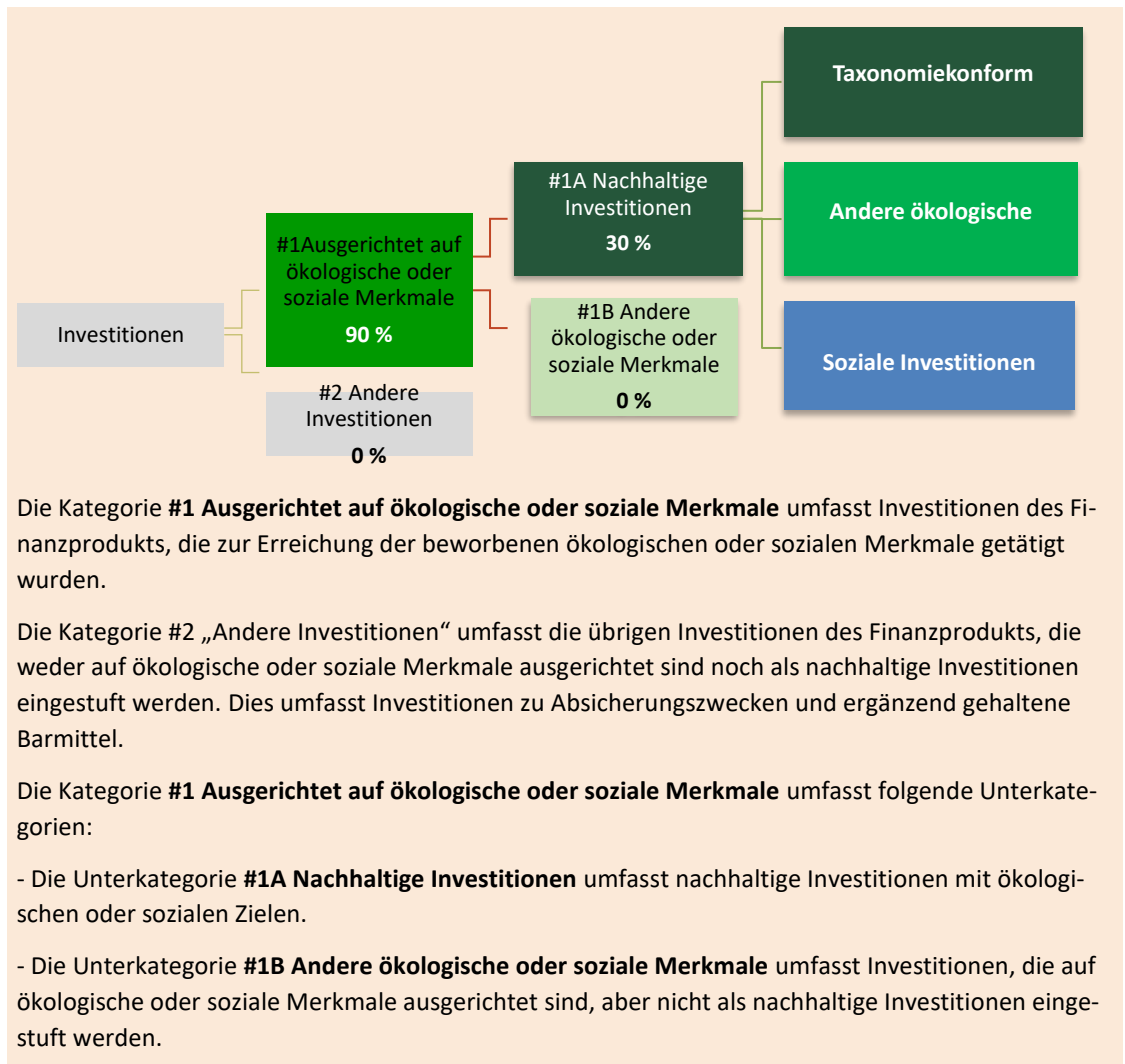 Taxonomiekonform
#1A Nachhaltige
Investitionen
30 %
Andere ökologische
#1Ausgerichtet auf
ökologische oder
soziale Merkmale
90 %
Investitionen
#1B Andere
ökologische oder
soziale Merkmale
0 %
Soziale Investitionen
#2 Andere
Investitionen
0 %
Die Kategorie #1 Ausgerichtet auf ökologische oder soziale Merkmale umfasst Investitionen des Fi-
nanzprodukts, die zur Erreichung der beworbenen ökologischen oder sozialen Merkmale getätigt
wurden.
Die Kategorie #2 „Andere Investitionen“ umfasst die übrigen Investitionen des Finanzprodukts, die
weder auf ökologische oder soziale Merkmale ausgerichtet sind noch als nachhaltige Investitionen
eingestuft werden. Dies umfasst Investitionen zu Absicherungszwecken und ergänzend gehaltene
Barmittel.
Die Kategorie #1 Ausgerichtet auf ökologische oder soziale Merkmale umfasst folgende Unterkate-
gorien:
- Die Unterkategorie #1A Nachhaltige Investitionen umfasst nachhaltige Investitionen mit ökologi-
schen oder sozialen Zielen.
- Die Unterkategorie #1B Andere ökologische oder soziale Merkmale umfasst Investitionen, die auf
ökologische oder soziale Merkmale ausgerichtet sind, aber nicht als nachhaltige Investitionen einge-
stuft werden.